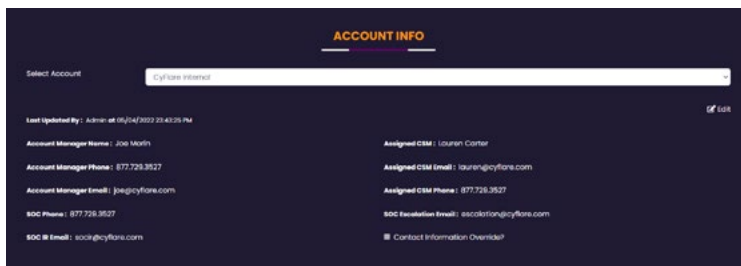 ACCOUNT INFO
Select Account
CyFlare Internal
Edit
Last Updated By : Admin at 05/04/2022 23:43:25 PM
Account Manager Name : Joe Morin
Assigned CSM : Lauren Carter
Account Manager Phone : 877.729.3527
Assigned CSM Email : lauren@cyflare.com
Account Manager Email : joe@cyflare.com
Assigned CSM Phone : 877.729.3527
SOC Phone : 877.729.3527
SOC Escalation Email : escalation@cyflare.com
SOC IR Email : socir@cyflare.com
Contact Information Override?